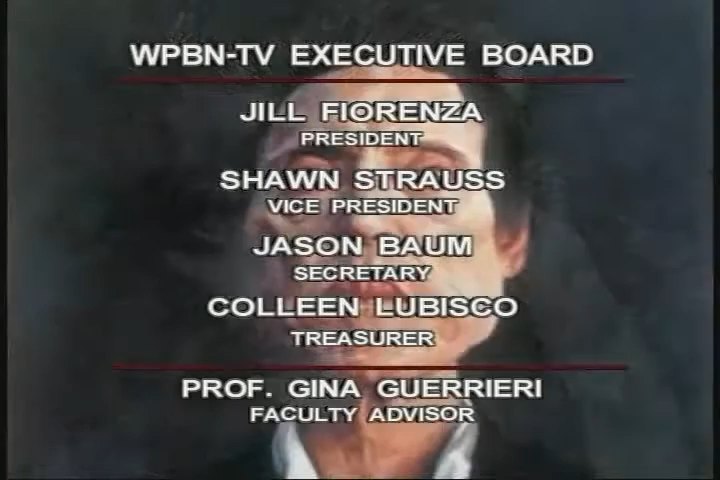 WPBN-TV EXECUTIVE BOARD
JILL FIORENZA
PRESIDENT
SHAWN STRAUSS
VICE PRESIDENT
JASON BAUM
SECRETARY
COLLEEN LUBISCO
TREASURER
PROF. GINA GUERRIERI
FACULTY ADVISOR